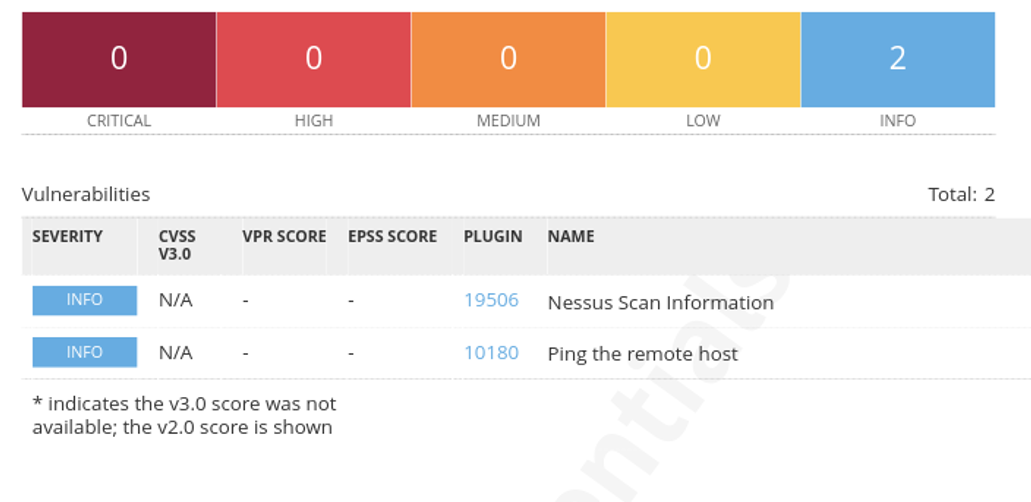 0 0 0 0 2
CRITICAL HIGH MEDIUM LOW INFO
Vulnerabilities Total: 2
SEVERITY CVSS V3.0 VPR SCORE EPSS SCORE PLUGIN NAME
INFO N/A - - 19506 Nessus Scan Information
INFO N/A - - 10180 Ping the remote host
* indicates the v3.0 score was not
available; the v2.0 score is shown
entials